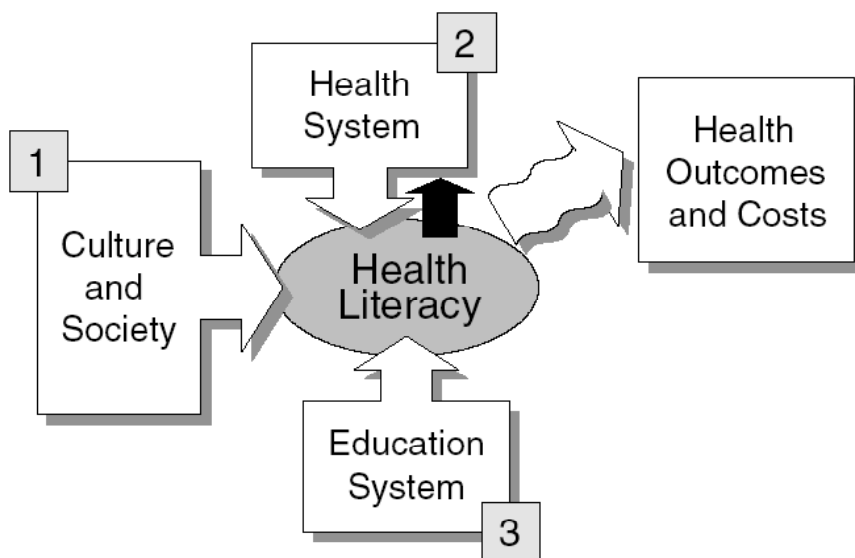 1
Culture
and
Society
2
Health
System
Health
Literacy
Education
System
3
Health
Outcomes
and Costs